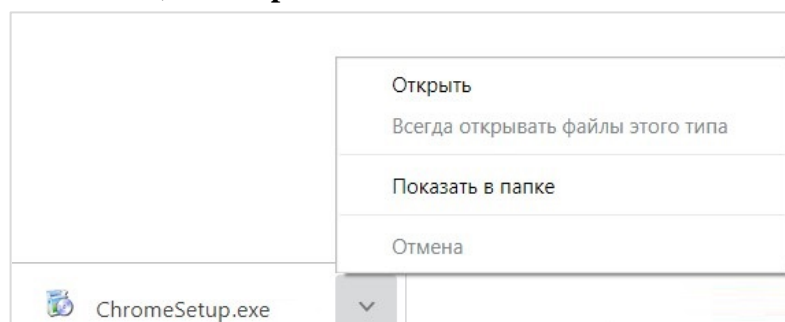 Открыть
Всегда открывать файлы этого типа
Показать в папке
Отмена
ChromeSetup.exe